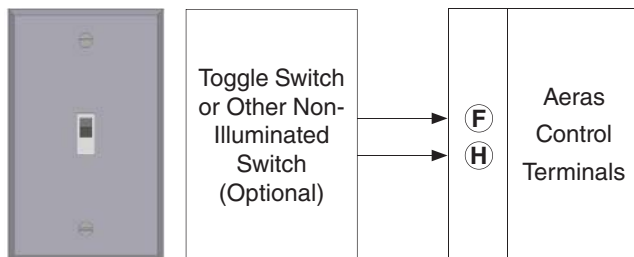 Toggle Switch
or Other Non-
Illuminated
Switch
(Optional)
F
H
Aeras
Control
Terminals